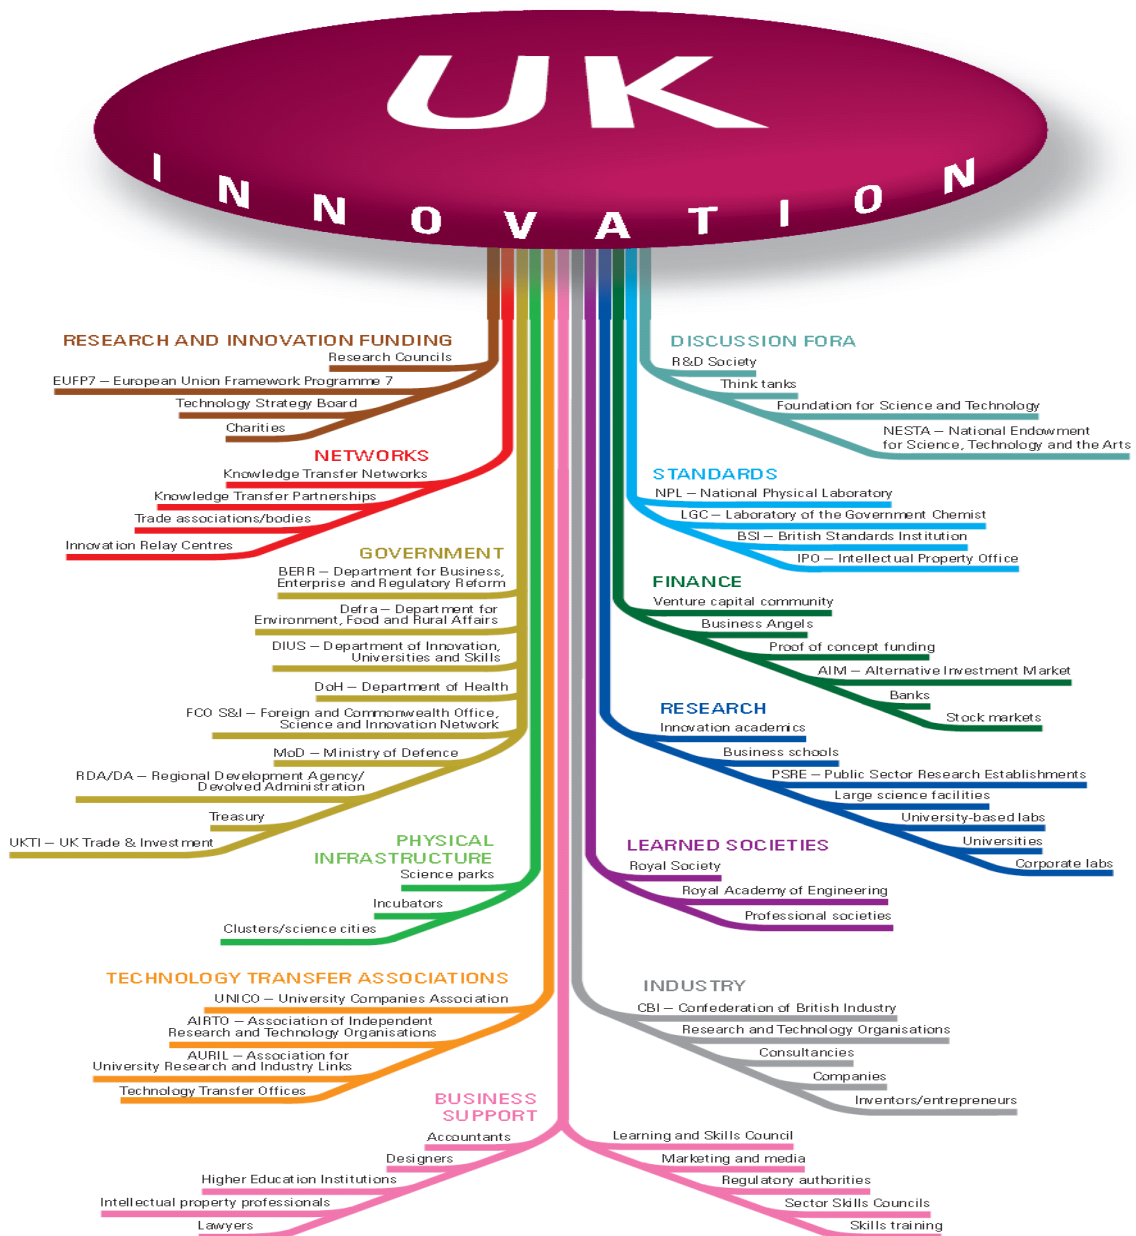 UK
INNOVATION
RESEARCH AND INNOVATION FUNDING
Research Councils
EUFP7 – European Union Framework Programme 7
Technology Strategy Board
Charities
NETWORKS
Knowledge Transfer Networks
Knowledge Transfer Partnerships
Trade associations/bodies
Innovation Relay Centres
GOVERNMENT
BERR – Department for Business,
Enterprise and Regulatory Reform
Defra – Department for
Environment, Food and Rural Affairs
DIUS – Department of Innovation,
Universities and Skills
DoH – Department of Health
FCO S&I – Foreign and Commonwealth Office,
Science and Innovation Network
MoD – Ministry of Defence
RDA/DA – Regional Development Agency/
Devolved Administration
Treasury
UKTI – UK Trade & Investment
PHYSICAL
INFRASTRUCTURE
Science parks
Incubators
Clusters/science cities
TECHNOLOGY TRANSFER ASSOCIATIONS
UNICO – University Companies Association
AIRTO – Association of Independent
Research and Technology Organisations
AURIL – Association for
University Research and Industry Links
Technology Transfer Offices
BUSINESS
SUPPORT
Accountants
Designers
Higher Education Institutions
Intellectual property professionals
Lawyers
Learning and Skills Council
Marketing and media
Regulatory authorities
Sector Skills Councils
Skills training
DISCUSSION FORA
R&D Society
Think tanks
Foundation for Science and Technology
NESTA – National Endowment
for Science, Technology and the Arts
STANDARDS
NPL – National Physical Laboratory
LGC – Laboratory of the Government Chemist
BSI – British Standards Institution
IPO – Intellectual Property Office
FINANCE
Venture capital community
Business Angels
Proof of concept funding
AIM – Alternative Investment Market
Banks
Stock markets
RESEARCH
Innovation academics
Business schools
PSRE – Public Sector Research Establishments
Large science facilities
University-based labs
Universities
Corporate labs
LEARNED SOCIETIES
Royal Society
Royal Academy of Engineering
Professional societies
INDUSTRY
CBI – Confederation of British Industry
Research and Technology Organisations
Consultancies
Companies
Inventors/entrepreneurs